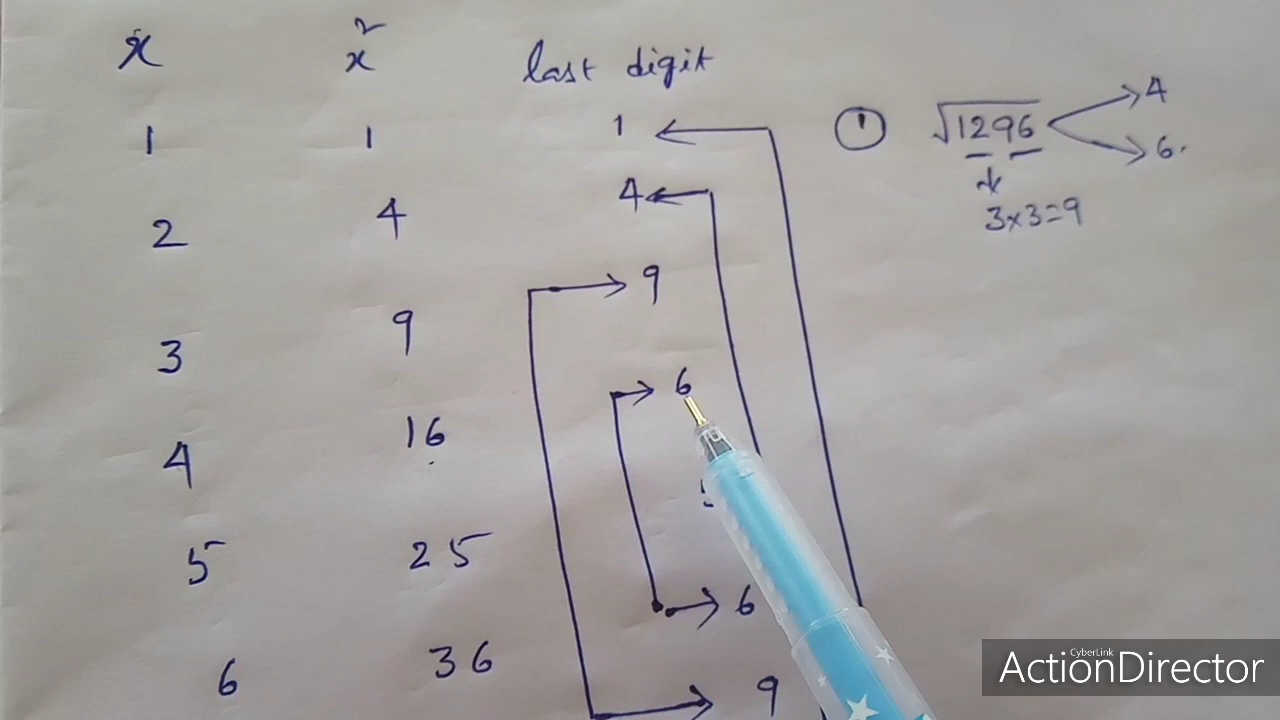 x x² last digit
1 1 1
2 4 4
3 9 9
4 16 6
5 25
6 36 6
9
① √1296 4
6.
3×3=9
CyberLink
ActionDirector